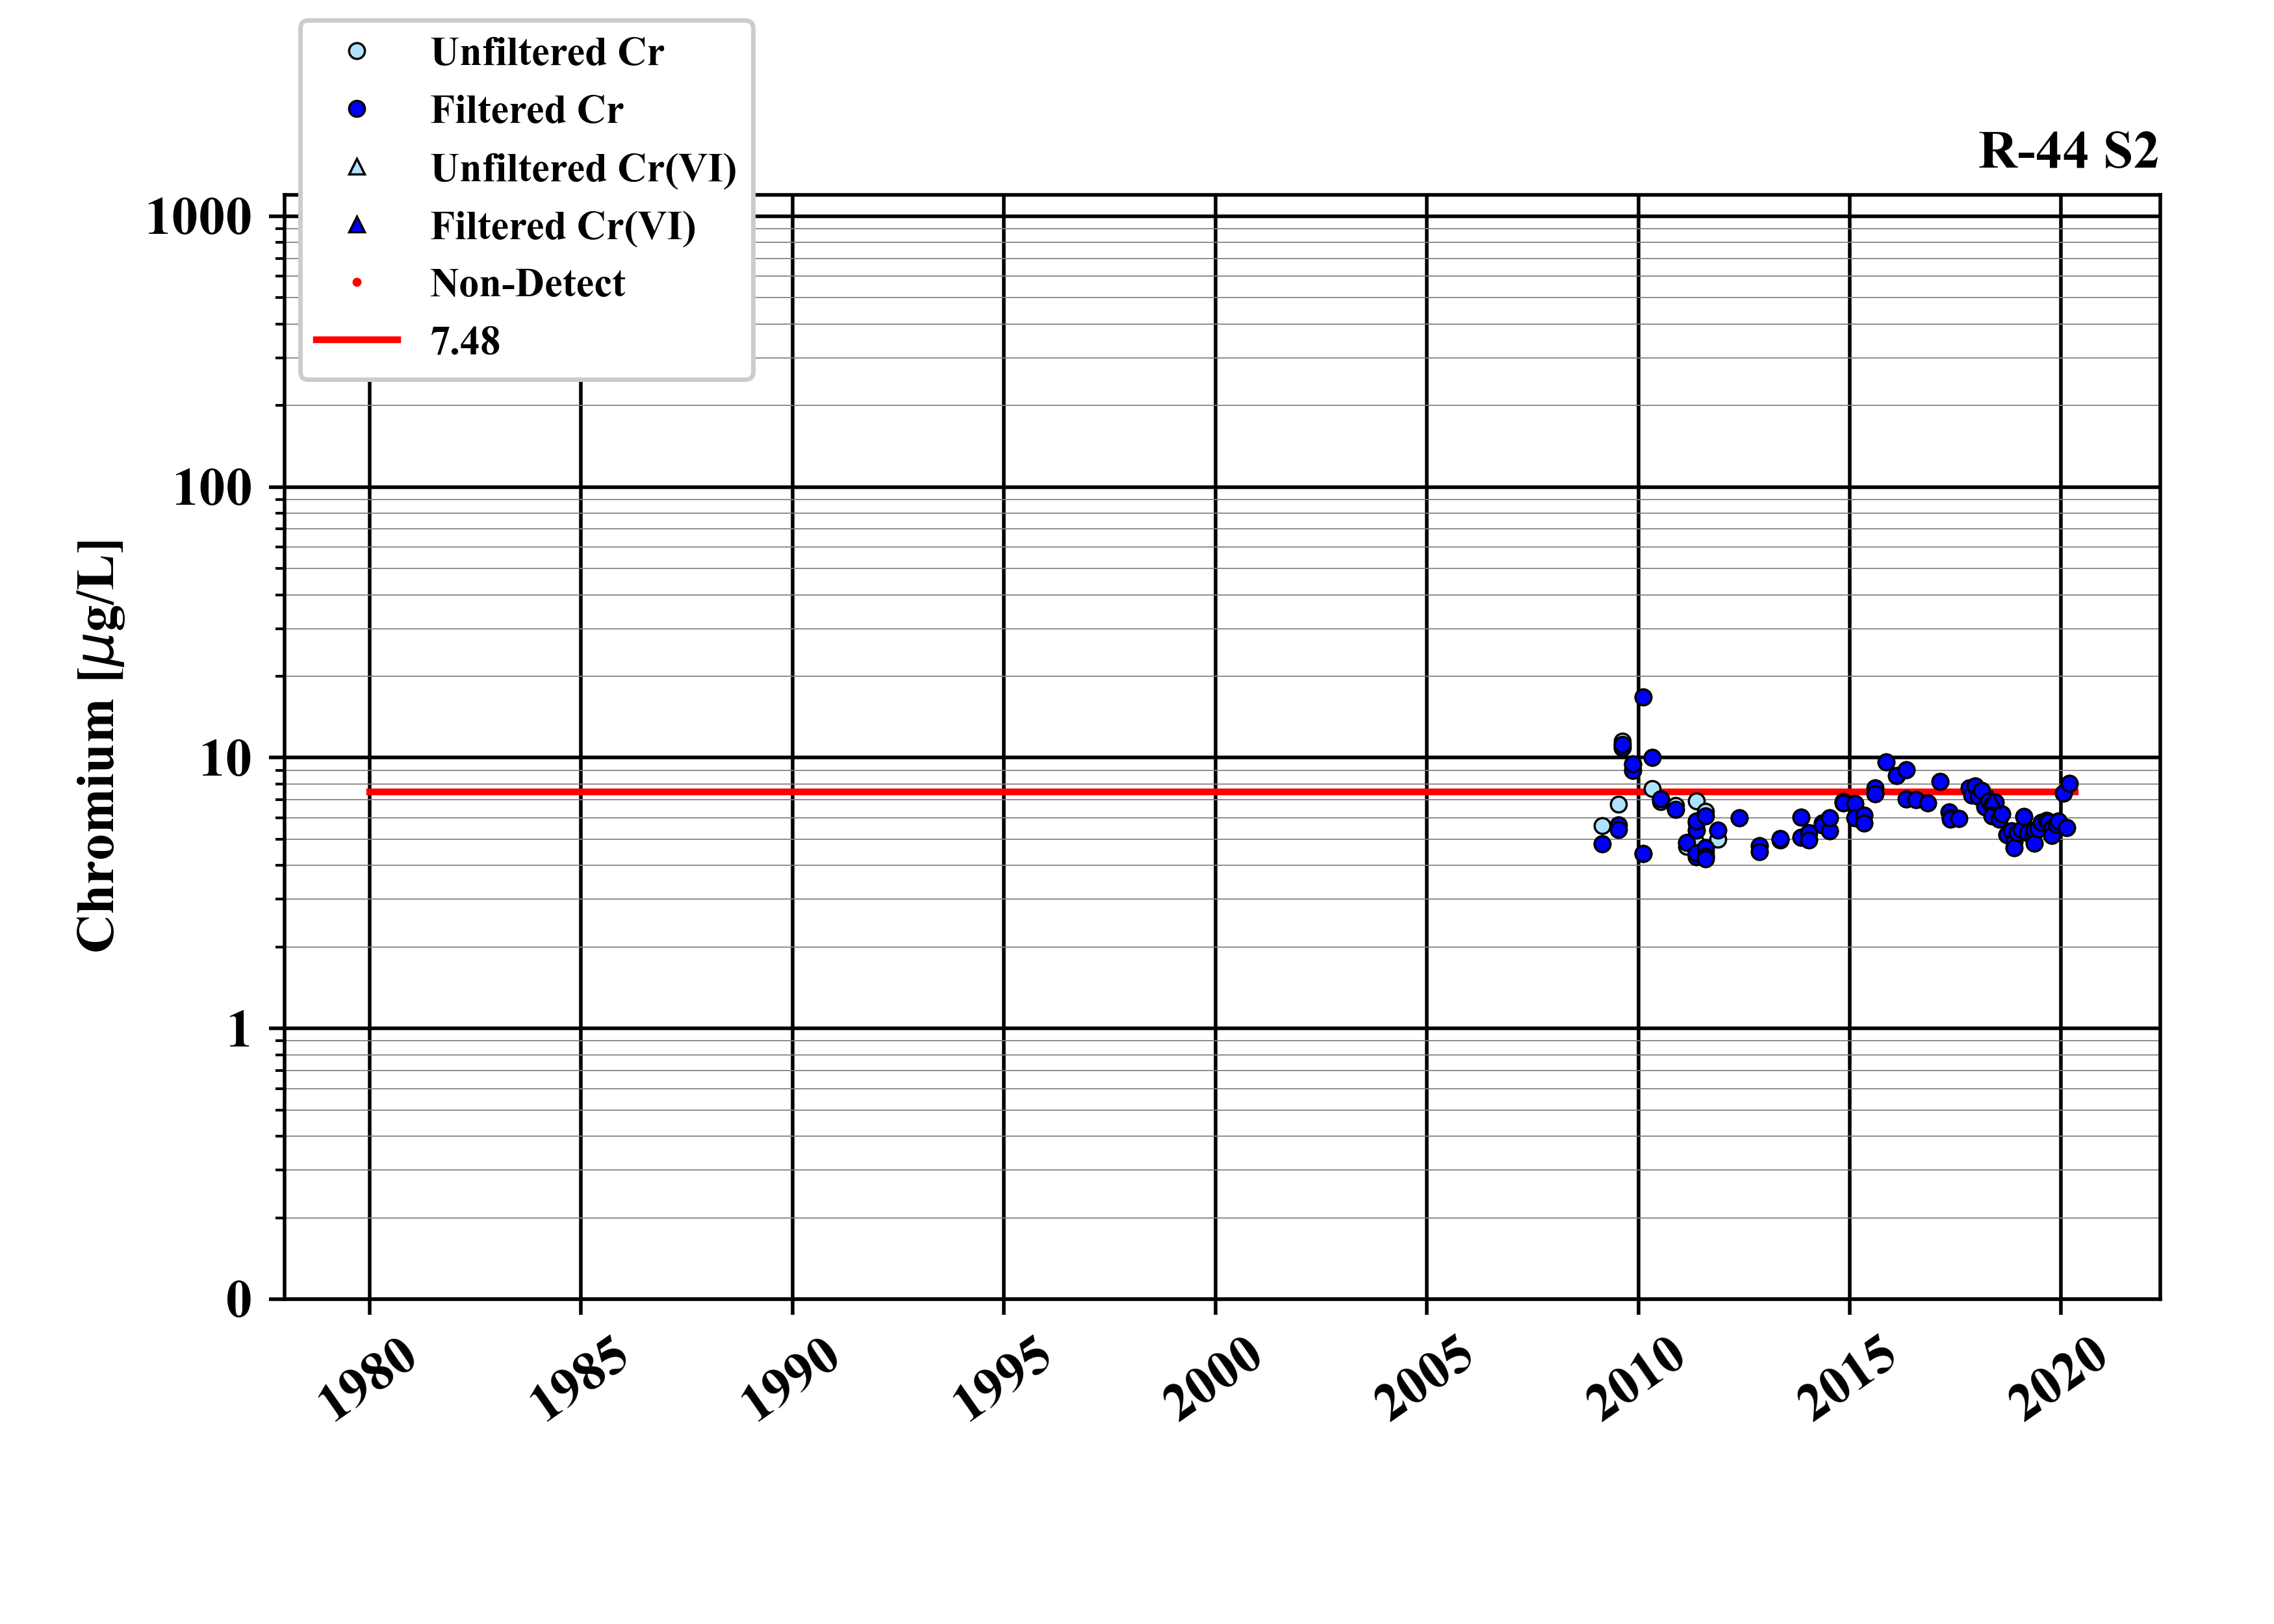 Unfiltered Cr
Filtered Cr
Unfiltered Cr(VI)
Filtered Cr(VI)
Non-Detect
7.48
R-44 S2
1000
100
10
1
0
Chromium [μg/L]
1980
1985
1990
1995
2000
2005
2010
2015
2020